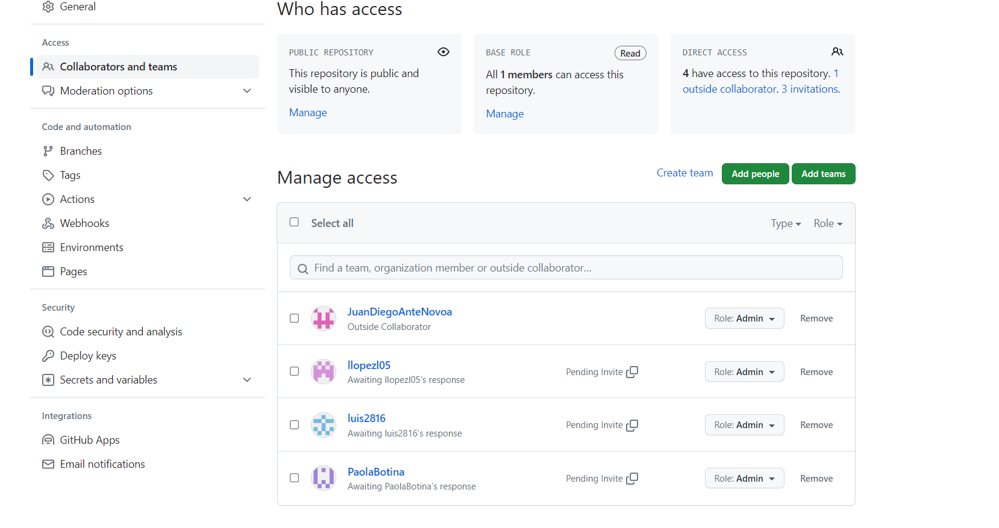 General
Access
Collaborators and teams
Moderation options
Code and automation
Branches
Tags
Actions
Webhooks
Environments
Pages
Security
Code security and analysis
Deploy keys
Secrets and variables
Integrations
GitHub Apps
Email notifications
Who has access
PUBLIC REPOSITORY
This repository is public and
visible to anyone.
Manage
BASE ROLE
Read
All 1 members can access this
repository.
Manage
DIRECT ACCESS
4 have access to this repository. 1
outside collaborator. 3 invitations.
Manage access
Create team
Add people
Add teams
Select all
Type
Role
Find a team, organization member or outside collaborator...
JuanDiegoAnteNovoa
Outside Collaborator
Role: Admin
Remove
llopezl05
Awaiting llopezl05's response
Pending Invite
Role: Admin
Remove
luis2816
Awaiting luis2816's response
Pending Invite
Role: Admin
Remove
PaolaBotina
Awaiting PaolaBotina's response
Pending Invite
Role: Admin
Remove